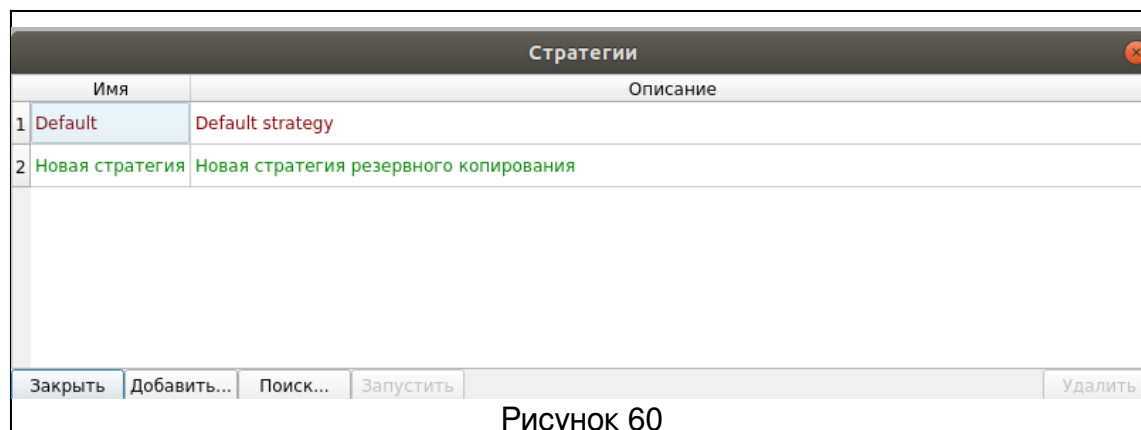 Стратегии
Имя Описание
1 Default Default strategy
2 Новая стратегия Новая стратегия резервного копирования
Закрыть Добавить... Поиск... Запустить Удалить
Рисунок 60